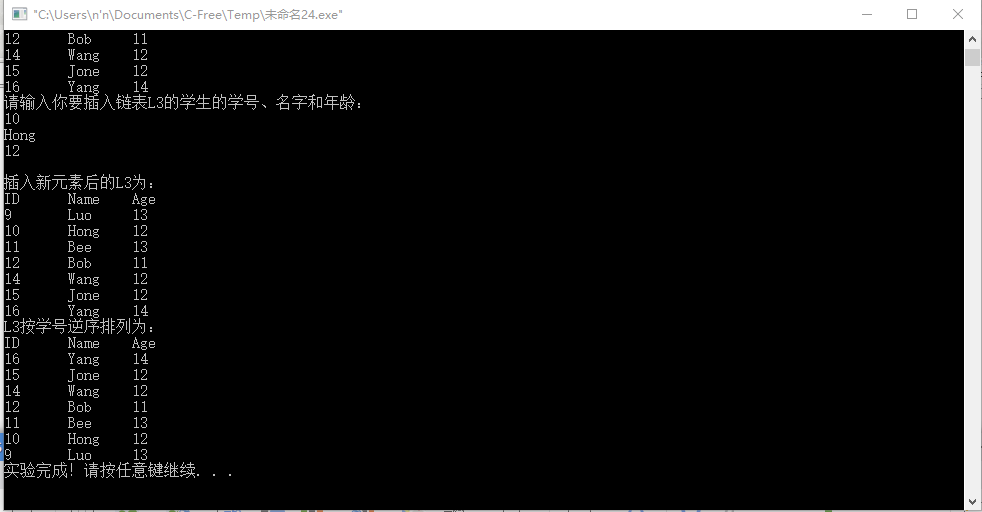 "C:\Users\n'n\Documents\C-Free\Temp\未命名24.exe"
12 Bob 11
14 Wang 12
15 Jone 12
16 Yang 14
请输入你要插入链表L3的学生的学号、名字和年龄:
10
Hong
12
插入新元素后的L3为:
ID Name Age
9 Luo 13
10 Hong 12
11 Bee 13
12 Bob 11
14 Wang 12
15 Jone 12
16 Yang 14
L3按学号逆序排列为:
ID Name Age
16 Yang 14
15 Jone 12
14 Wang 12
12 Bob 11
11 Bee 13
10 Hong 12
9 Luo 13
实验完成! 请按任意键继续. . .